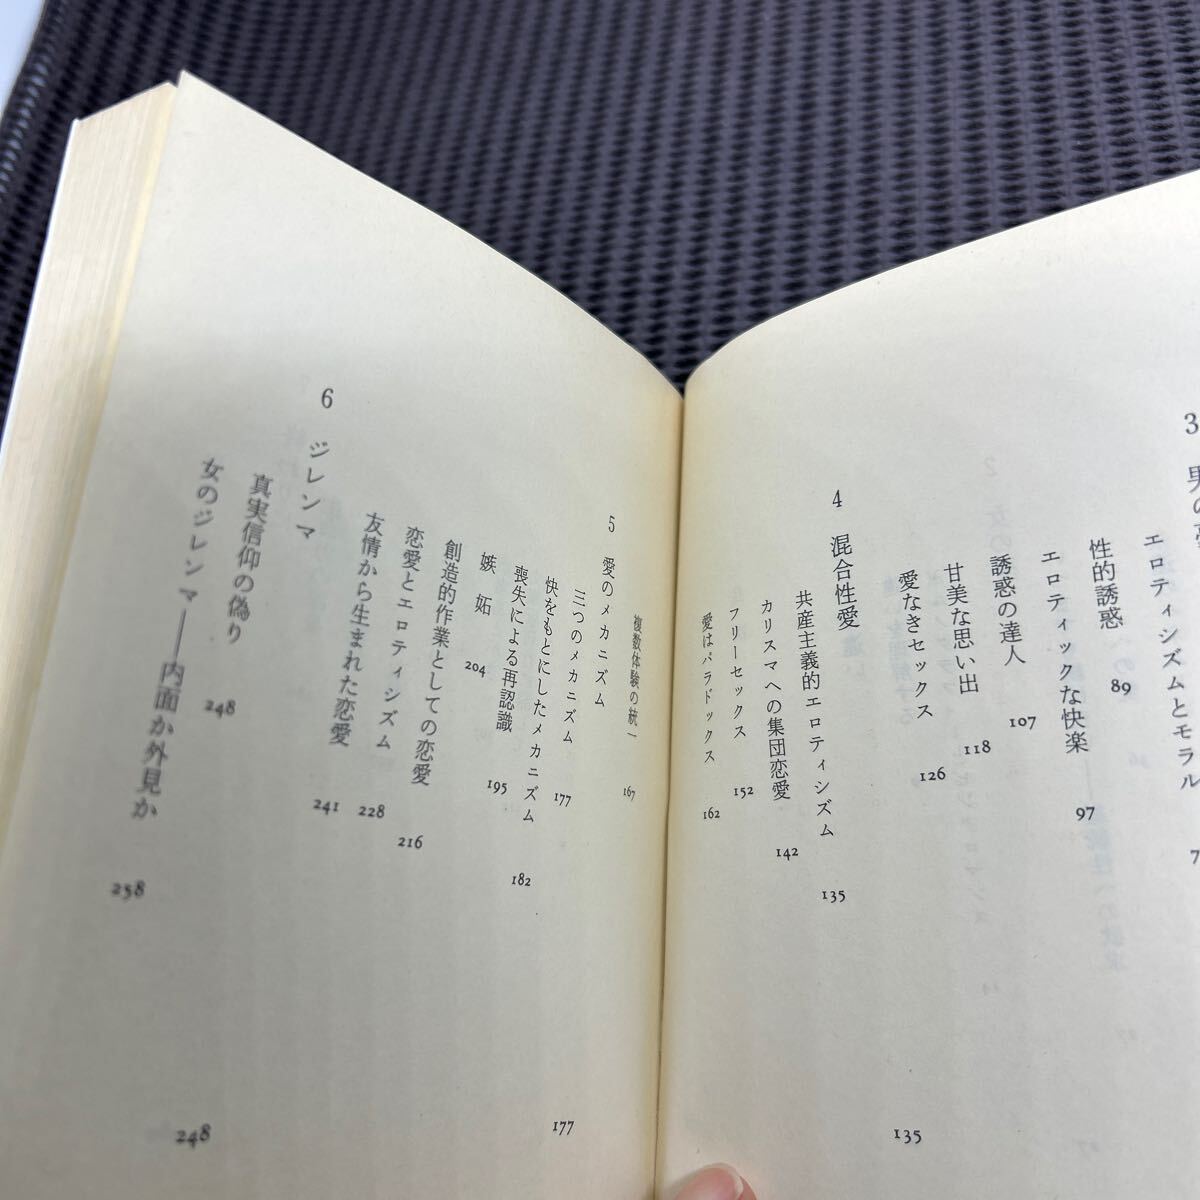 3 男の
エロティシズムとモラル 7
性的誘惑 89
エロティックな快楽 97
誘惑の達人 107
甘美な思い出 118
愛なきセックス 126
4 混合性愛 135
共産主義的エロティシズム 135
カリスマへの集団恋愛 142
フリーセックス 152
愛はパラドックス 162
複数体験の統一 167
5 愛のメカニズム 177
三つのメカニズム 177
快をもとにしたメカニズム 182
喪失による再認識 195
嫉妬 204
創造的作業としての恋愛 216
恋愛とエロティシズム 228
友情から生まれた恋愛 241
6 ジレンマ 248
真実信仰の偽り 248
女のジレンマ――内面か外見か 258